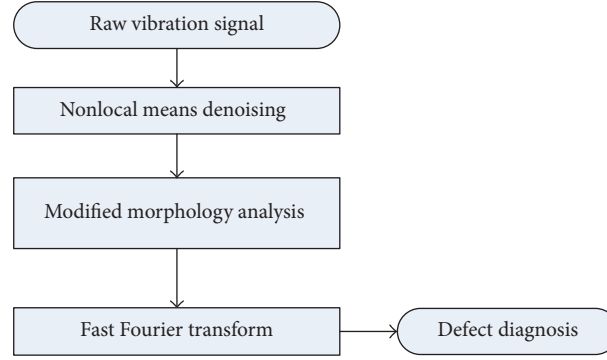 Raw vibration signal
Nonlocal means denoising
Modified morphology analysis
Fast Fourier transform
Defect diagnosis